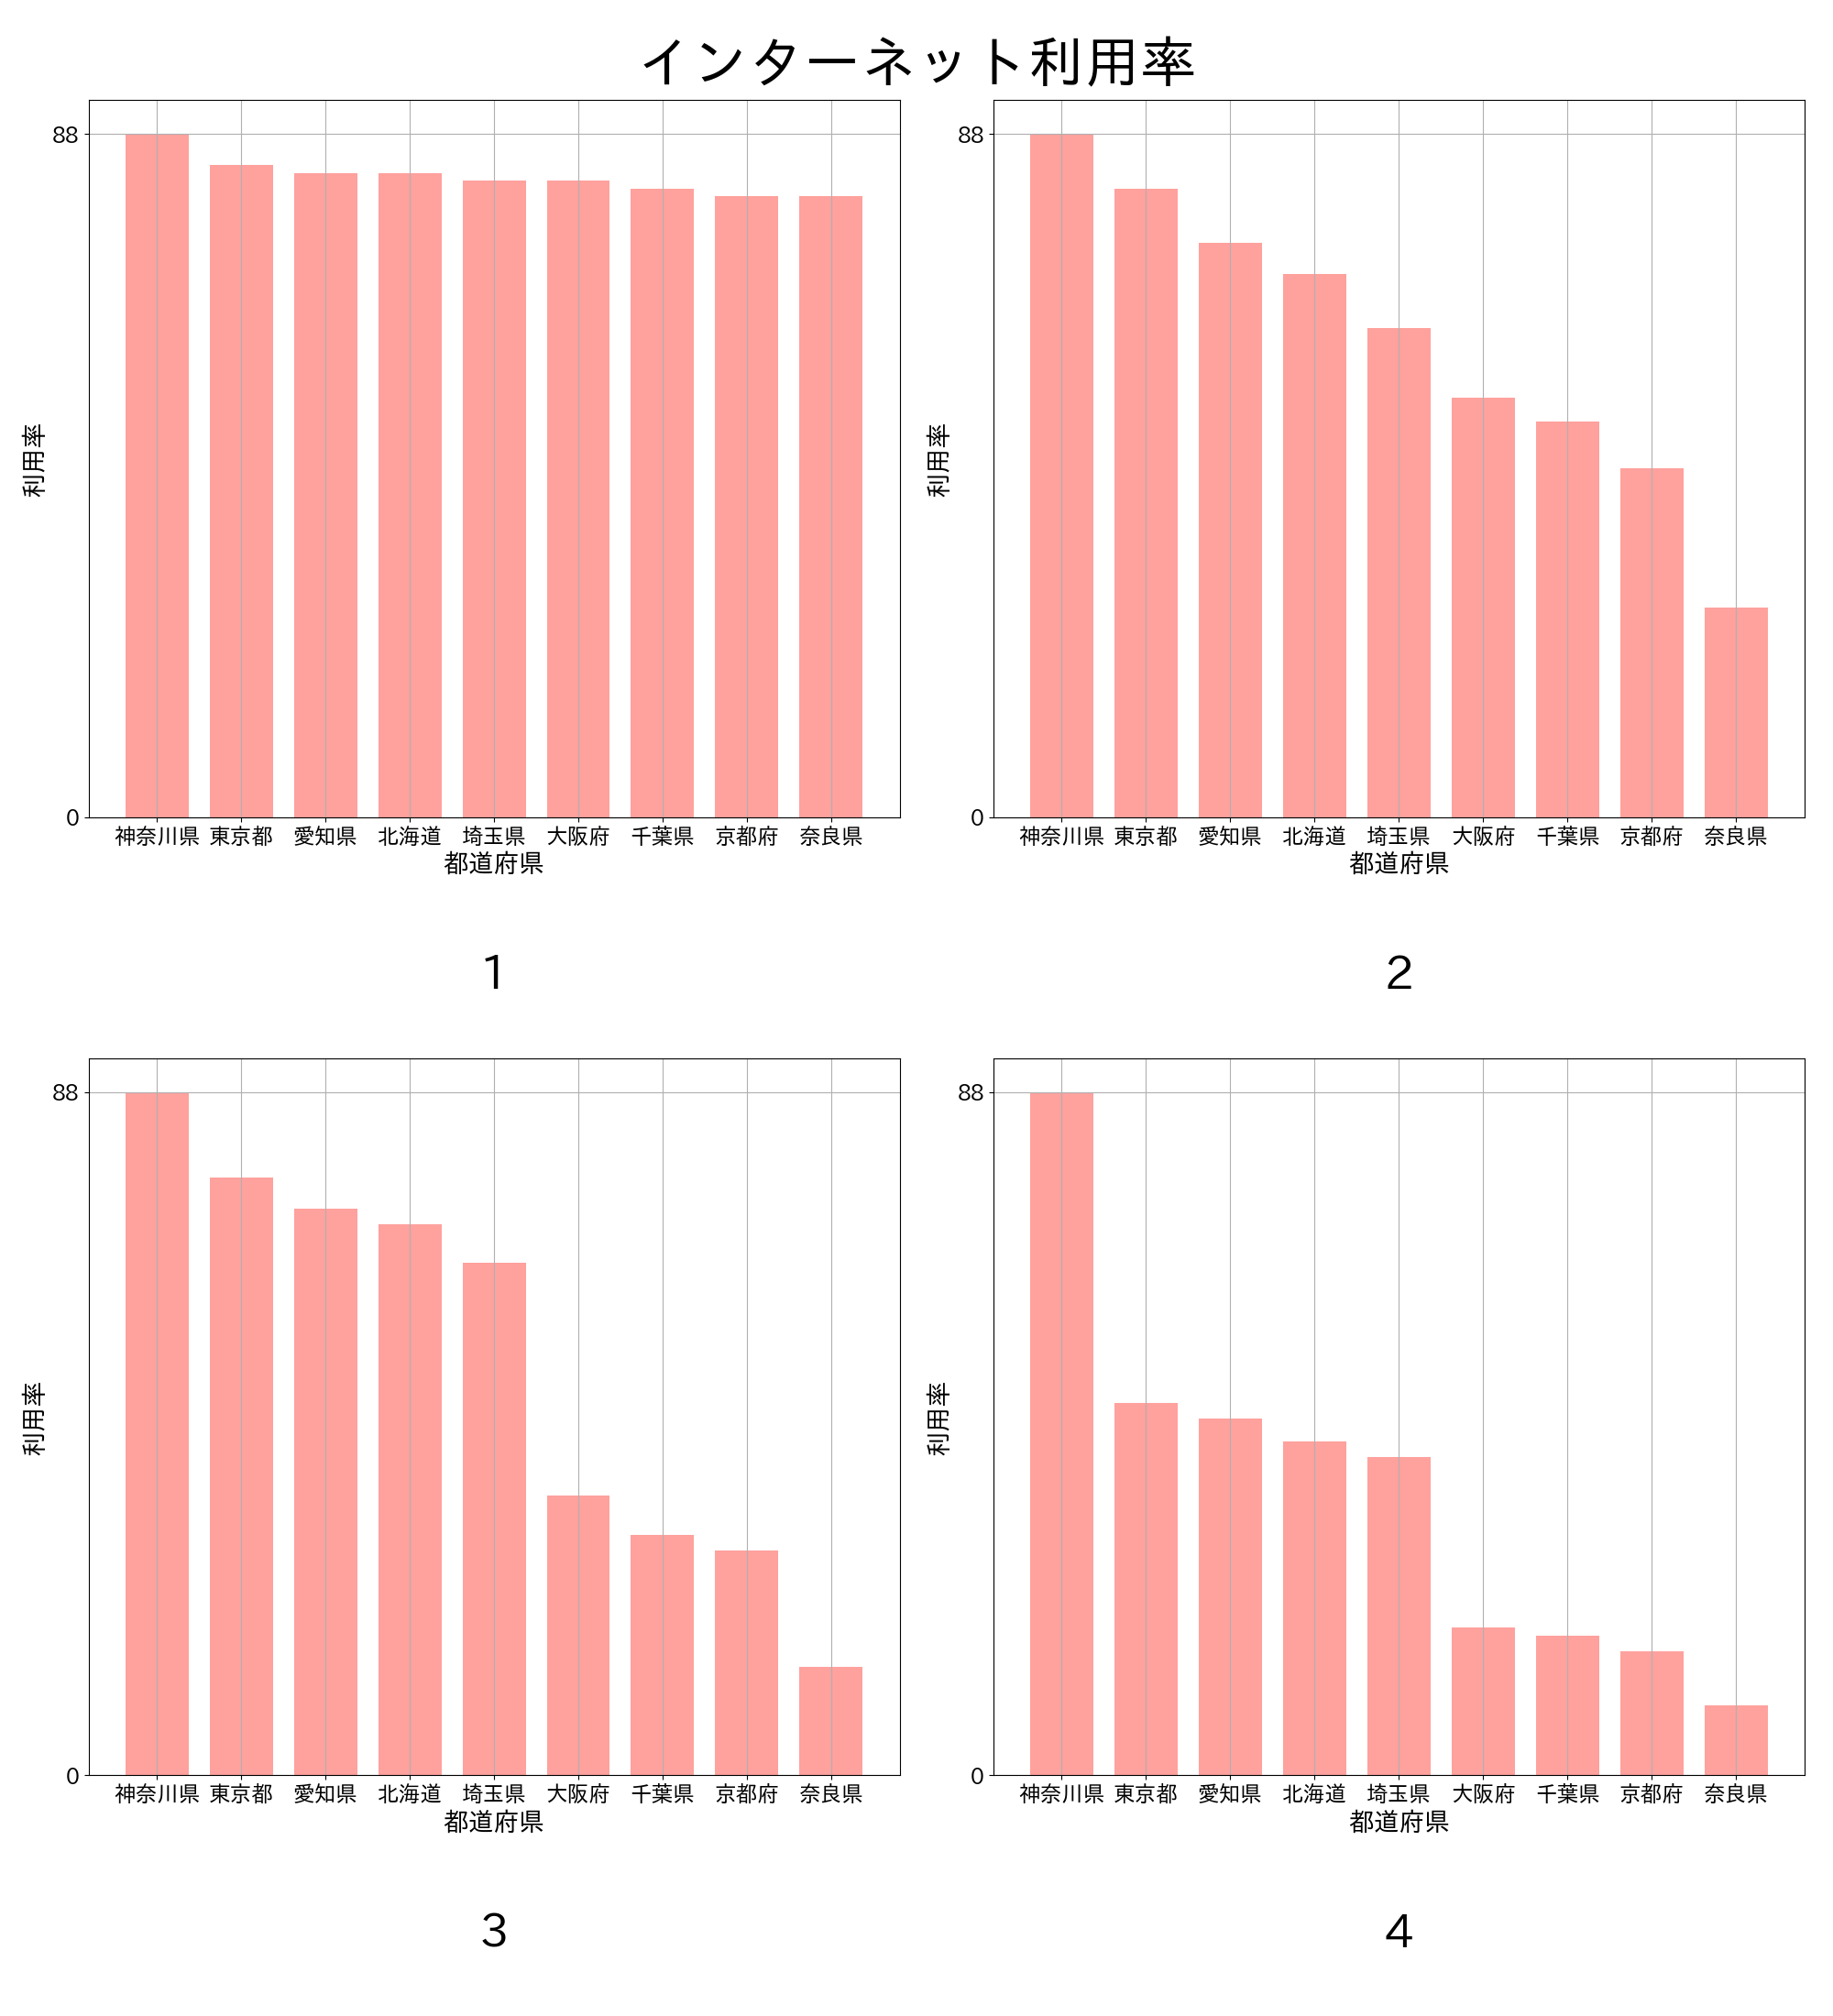 インターネット利用率
88
0
利用率
神奈川県 東京都 愛知県 北海道 埼玉県 大阪府 千葉県 京都府 奈良県
都道府県
1
88
0
利用率
神奈川県 東京都 愛知県 北海道 埼玉県 大阪府 千葉県 京都府 奈良県
都道府県
2
88
0
利用率
神奈川県 東京都 愛知県 北海道 埼玉県 大阪府 千葉県 京都府 奈良県
都道府県
3
88
0
利用率
神奈川県 東京都 愛知県 北海道 埼玉県 大阪府 千葉県 京都府 奈良県
都道府県
4